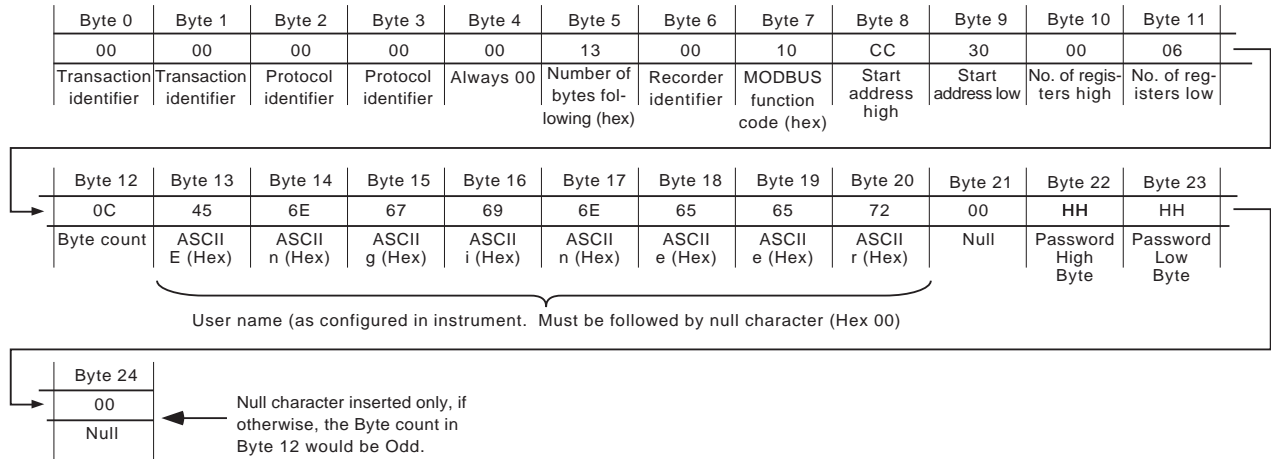 Byte 0 Byte 1 Byte 2 Byte 3 Byte 4 Byte 5 Byte 6 Byte 7 Byte 8 Byte 9 Byte 10 Byte 11
00 00 00 00 00 13 00 10 CC 30 00 06
Transaction Transaction Protocol Protocol Always 00 Number of Recorder MODBUS Start Start No. of regis- No. of reg-
identifier identifier identifier identifier bytes fol- identifier function address address low ters high isters low
lowing (hex) code (hex) high
Byte 12 Byte 13 Byte 14 Byte 15 Byte 16 Byte 17 Byte 18 Byte 19 Byte 20 Byte 21 Byte 22 Byte 23
0C 45 6E 67 69 6E 65 65 72 00 HH HH
Byte count ASCII ASCII ASCII ASCII ASCII ASCII ASCII ASCII Null Password Password
E (Hex) n (Hex) g (Hex) i (Hex) n (Hex) e (Hex) e (Hex) r (Hex) High Low
Byte Byte
User name (as configured in instrument. Must be followed by null character (Hex 00)
Byte 24
00
Null
Null character inserted only, if
otherwise, the Byte count in
Byte 12 would be Odd.